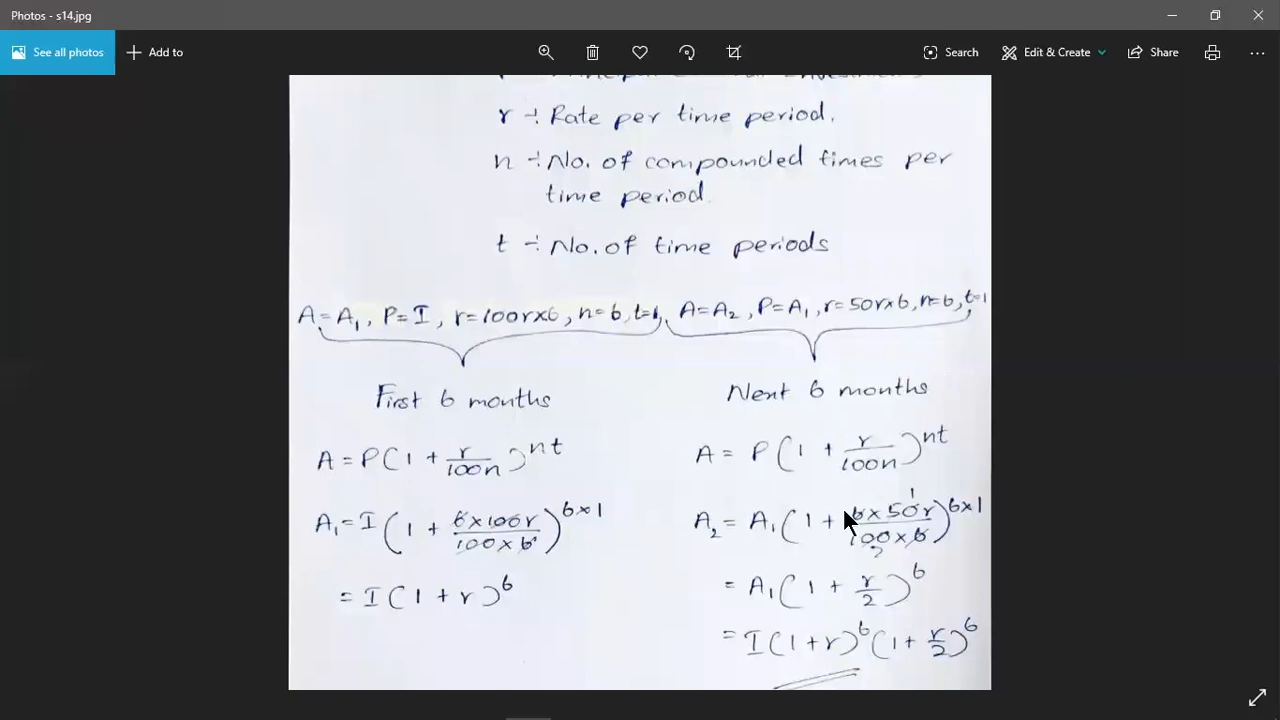 Photos - s14.jpg
See all photos
Add to
Search
Edit & Create
Share
r ÷ Rate per time period.
n ÷ No. of compounded times per
time period.
t ÷ No. of time periods
A = A₁, P = I, r = 100r×6, n = 6, t=1, A = A₂, P = A₁, r = 50r×6, n=6, t=1
First 6 months
Next 6 months
A = P(1 + r/100n)^nt
A = P(1 + r/100n)^nt
A₁ = I(1 + 6×100r/100×6)^6×1
A₂ = A₁(1 + 6×50r/100×6)^6×1
= I(1 + r)^6
= A₁(1 + r/2)^6
= I(1+r)^6(1 + r/2)^6